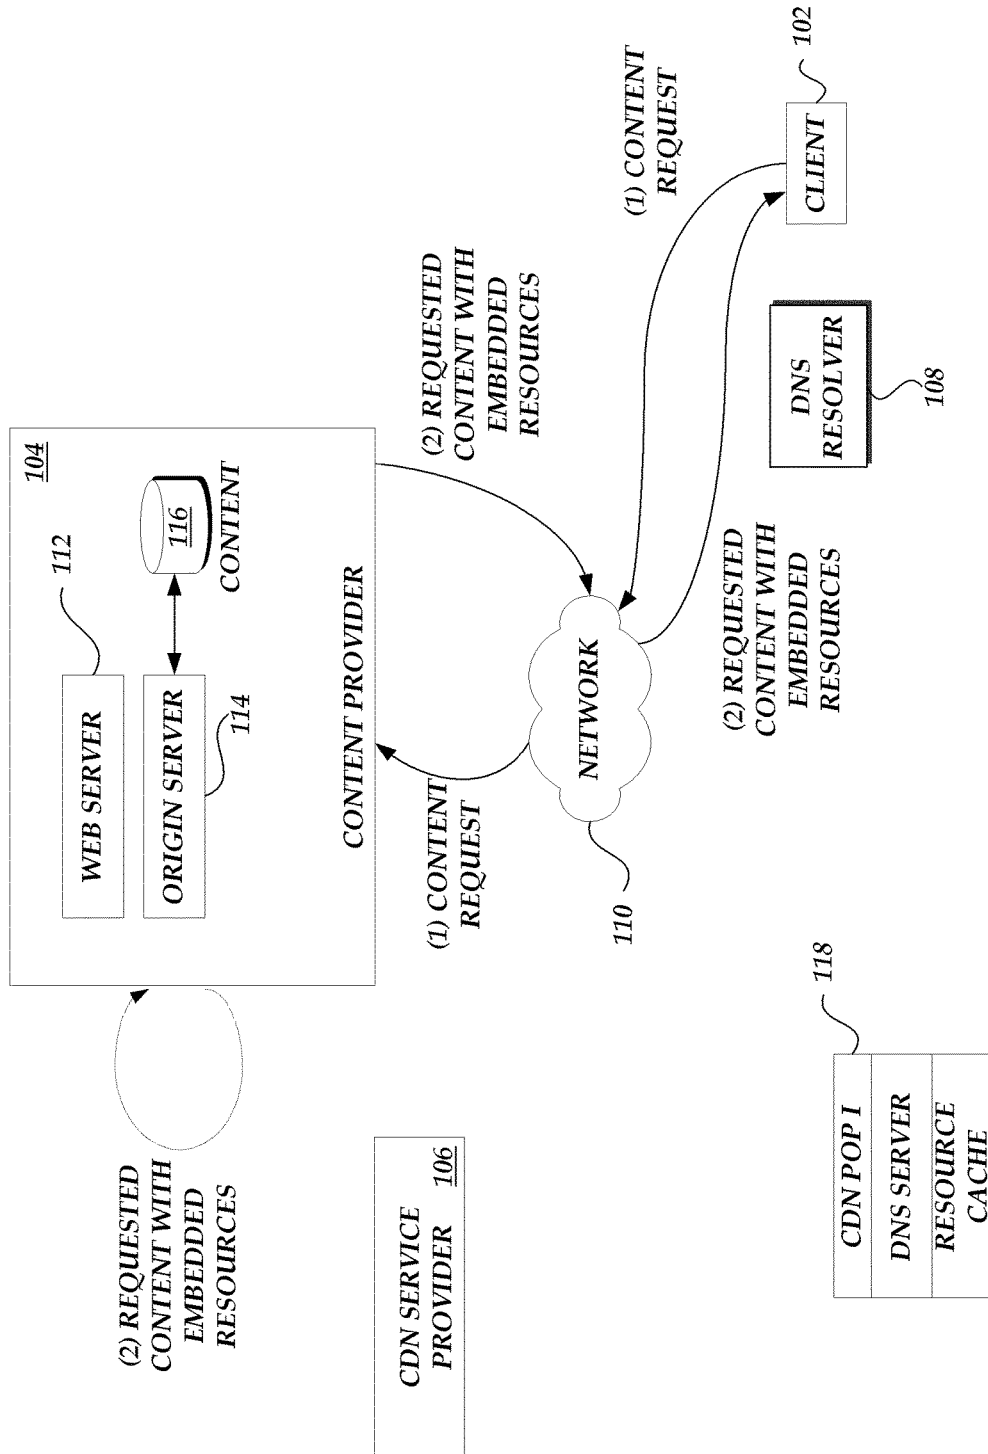 (2) REQUESTED
CONTENT WITH
EMBEDDED
RESOURCES
104
WEB SERVER
112
ORIGIN SERVER
114
116
CONTENT
CONTENT PROVIDER
CDN SERVICE
PROVIDER
106
(1) CONTENT
REQUEST
(2) REQUESTED
CONTENT WITH
EMBEDDED
RESOURCES
NETWORK
110
(1) CONTENT
REQUEST
(2) REQUESTED
CONTENT WITH
EMBEDDED
RESOURCES
CDN POP I
118
DNS SERVER
RESOURCE
CACHE
DNS
RESOLVER
108
CLIENT
102